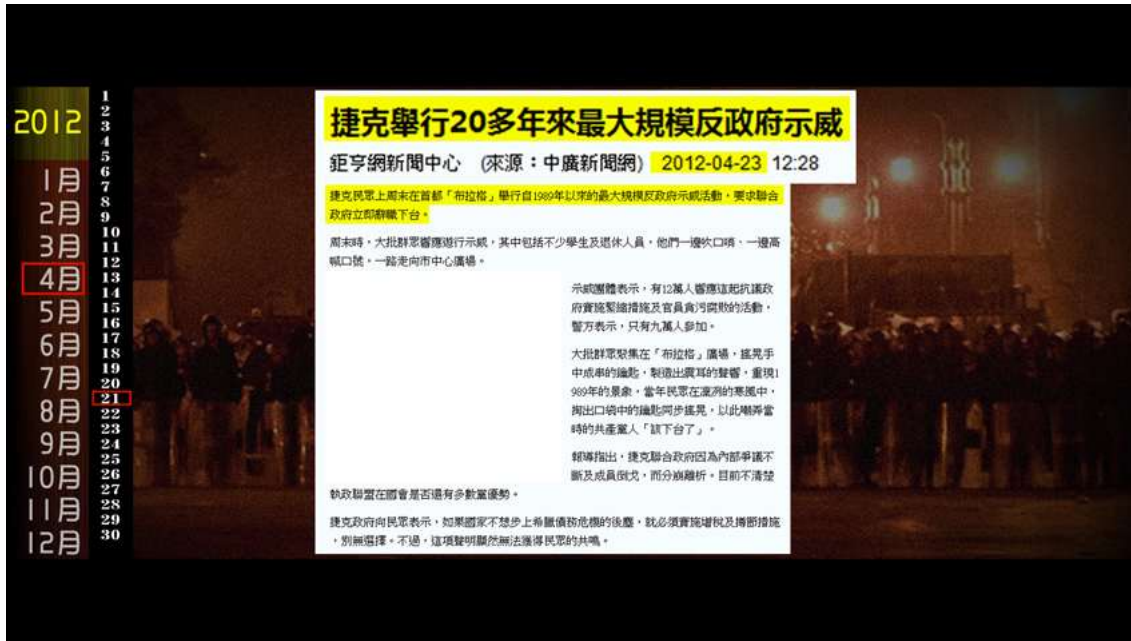 2012
1月
2月
3月
4月
5月
6月
7月
8月
9月
10月
11月
12月
1
2
3
4
5
6
7
8
9
10
11
12
13
14
15
16
17
18
19
20
21
22
23
24
25
26
27
28
29
30
捷克舉行20多年來最大規模反政府示威
鉅亨網新聞中心 (來源：中廣新聞網) 2012-04-23 12:28
捷克民眾上周末在首都「布拉格」舉行自1989年以來的最大規模反政府示威活動，要求聯合
政府立即辭職下台。
周末時，大批群眾響應遊行示威，其中包括不少學生及退休人員，他們一邊吹口哨、一邊高
喊口號，一路走向市中心廣場。
示威團體表示，有12萬人響應這起抗議政
府實施緊縮措施及官員貪污腐敗的活動，
警方表示，只有九萬人參加。
大批群眾聚集在「布拉格」廣場，搖晃手
中成串的鑰匙，製造出震耳的聲響，重現1
989年的景象，當年民眾在凜冽的寒風中，
掏出口袋中的鑰匙同步搖晃，以此嘲弄當
時的共產黨人「該下台了」。
報導指出，捷克聯合政府因為內部爭議不
斷及成員倒戈，而分崩離析。目前不清楚
執政聯盟在國會是否還有多數黨優勢。
捷克政府向民眾表示，如果國家不想步上希臘債務危機的後塵，就必須實施增稅及撙節措施
，別無選擇。不過，這項聲明顯然無法獲得民眾的共鳴。